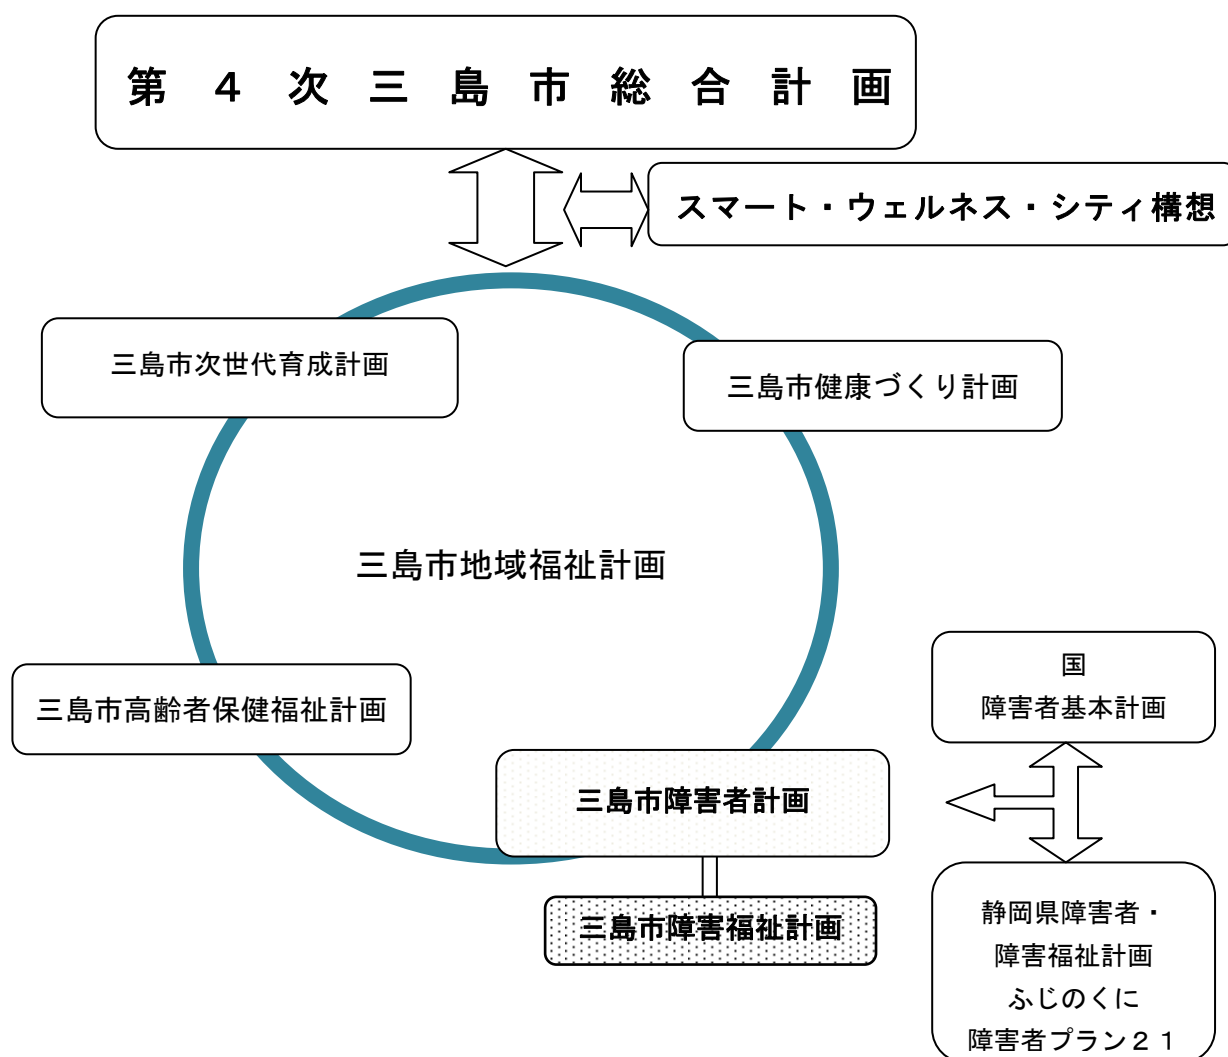 第４次三島市総合計画
スマート・ウェルネス・シティ構想
三島市次世代育成計画
三島市健康づくり計画
三島市地域福祉計画
三島市高齢者保健福祉計画
国
障害者基本計画
三島市障害者計画
三島市障害福祉計画
静岡県障害者・
障害福祉計画
ふじのくに
障害者プラン２１